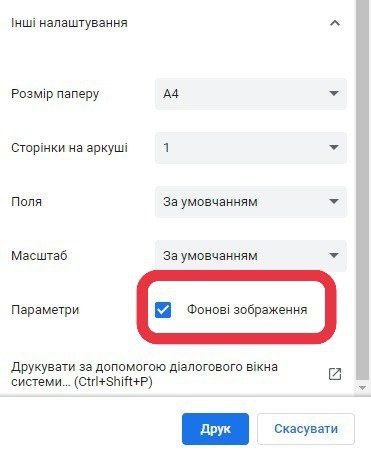 Інші налаштування
Розмір паперу A4
Сторінки на аркуші 1
Поля За умовчанням
Масштаб За умовчанням
Параметри Фонові зображення
Друкувати за допомогою діалогового вікна
системи... (Ctrl+Shift+P)
Друк Скасувати